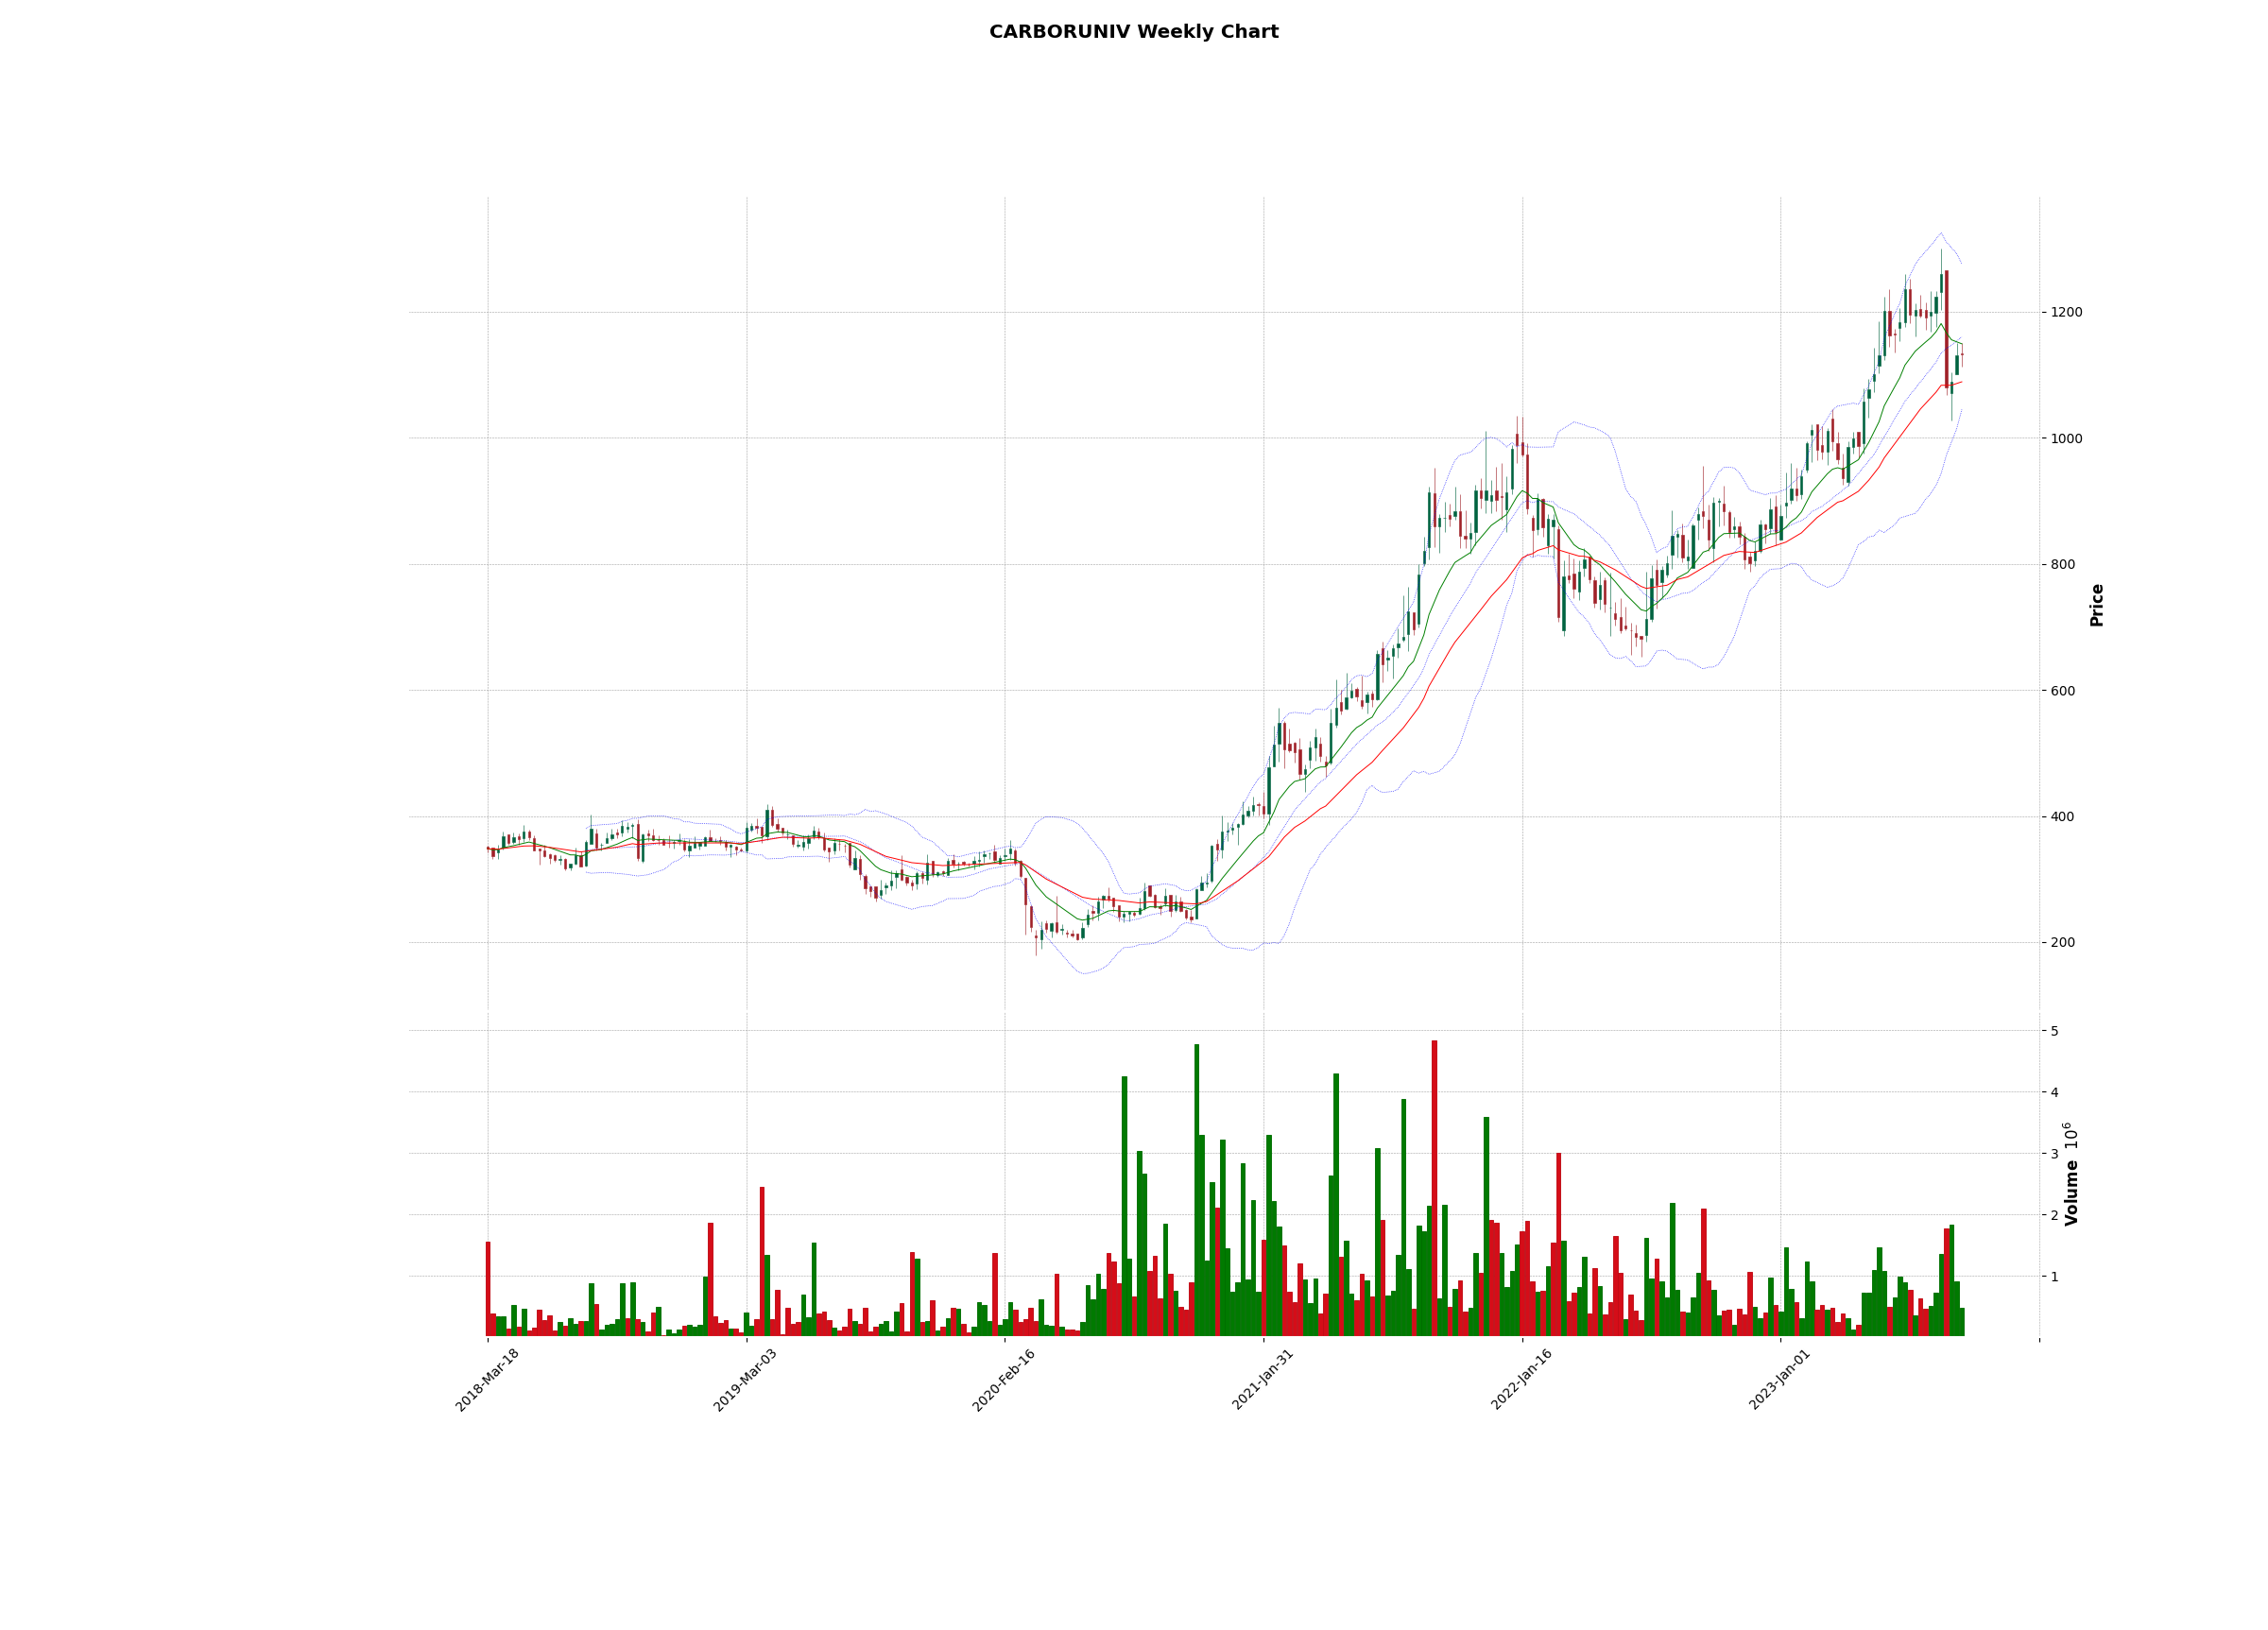 CARBORUNIV Weekly Chart
1200
1000
800
600
400
200
Price
5
4
3
2
1
Volume 10^6
2018-Mar-18
2019-Mar-03
2020-Feb-16
2021-Jan-31
2022-Jan-16
2023-Jan-01